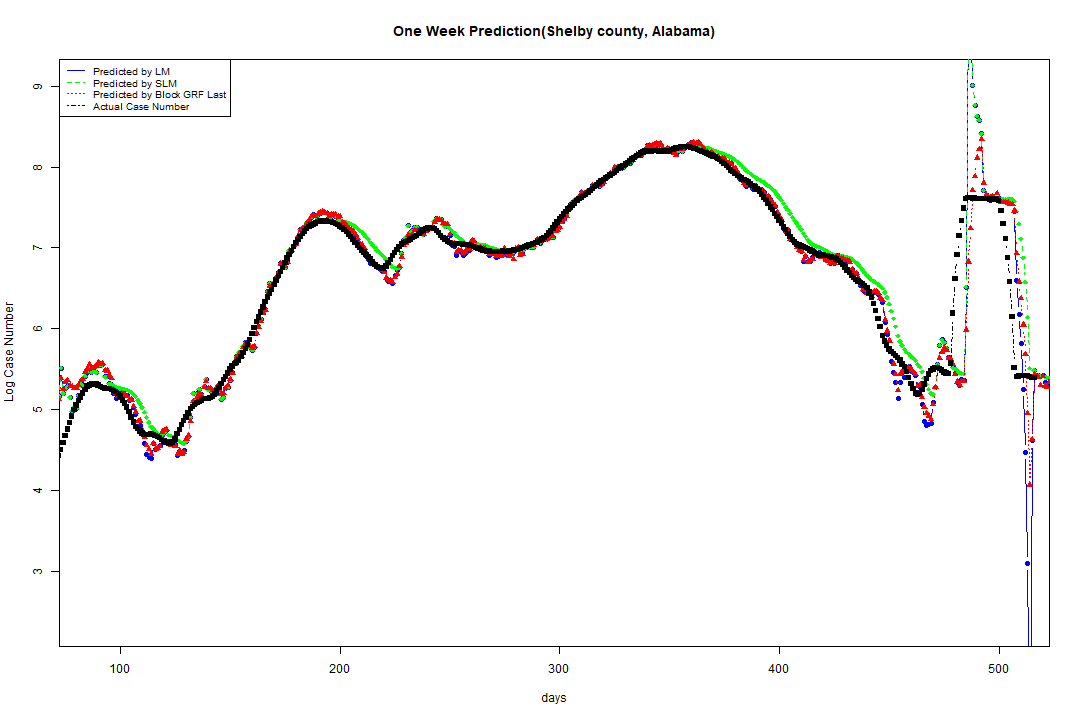 One Week Prediction(Shelby county, Alabama)
Predicted by LM
Predicted by SLM
Predicted by Block GRF Last
Actual Case Number
Log Case Number
9
8
7
6
5
4
3
100 200 300 400 500
days